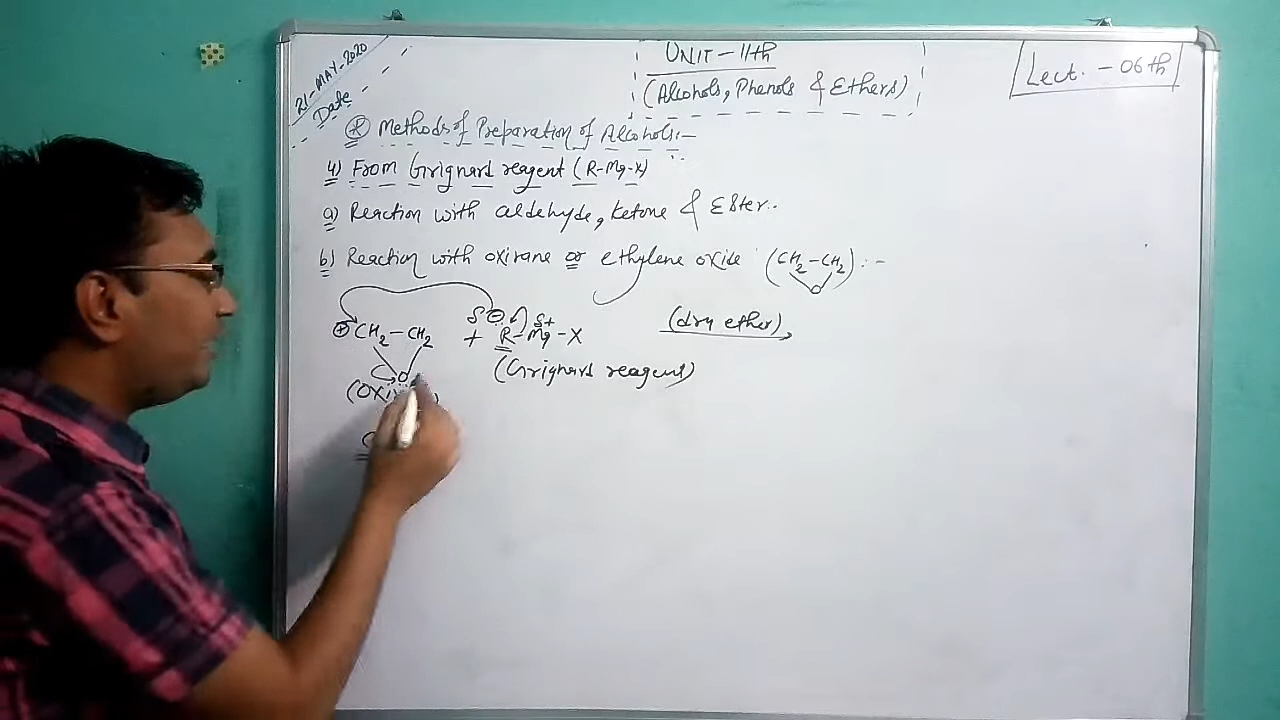 21-MAY-2020
Date
UNIT-11th
(Alcohols, Phenols & Ethers)
Lect. - 06th
⊛ Methods of Preparation of Alcohols:-
4) From Grignard reagent (R-Mg-X)
a) Reaction with aldehyde, ketone & Ester..
b) Reaction with oxirane or ethylene oxide (CH2-CH2) :-
O
δ⊖ δ+
⊕CH2-CH2 + R-Mg-X (dry ether),
O
(Grignard reagent)